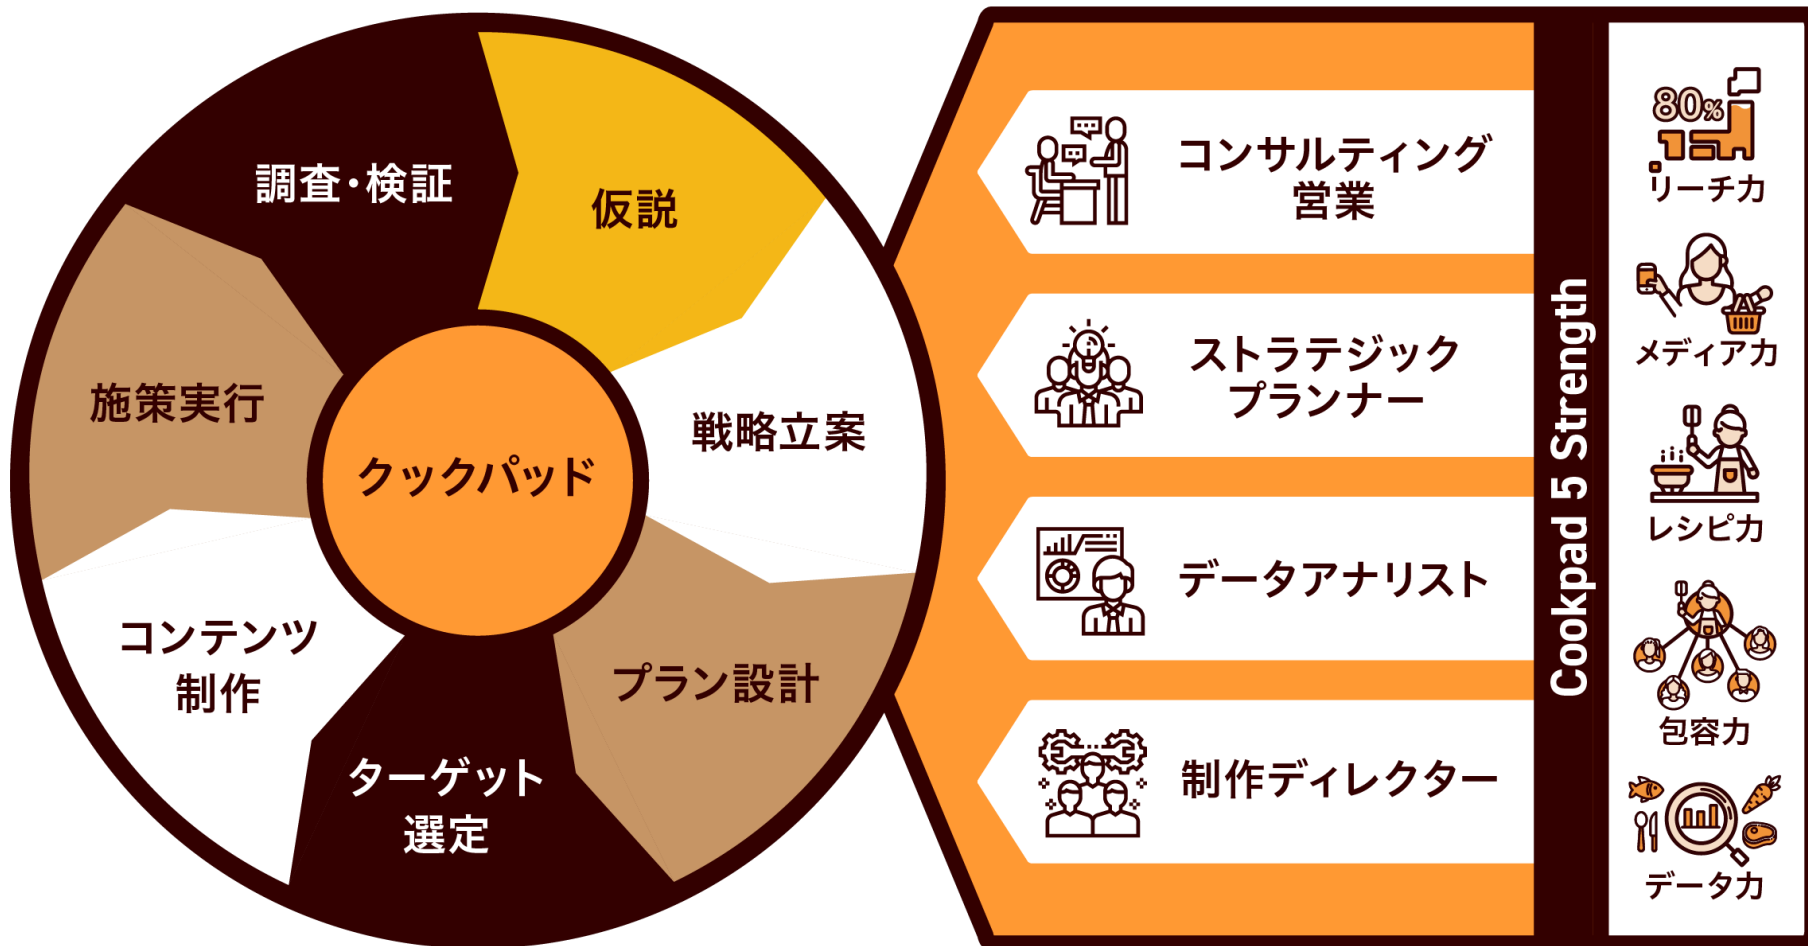 調査・検証
仮説
戦略立案
プラン設計
ターゲット
選定
コンテンツ
制作
施策実行
クックパッド
コンサルティング
営業
ストラテジック
プランナー
データアナリスト
制作ディレクター
Cookpad 5 Strength
80%
リーチ力
メディア力
レシピ力
包容力
データ力